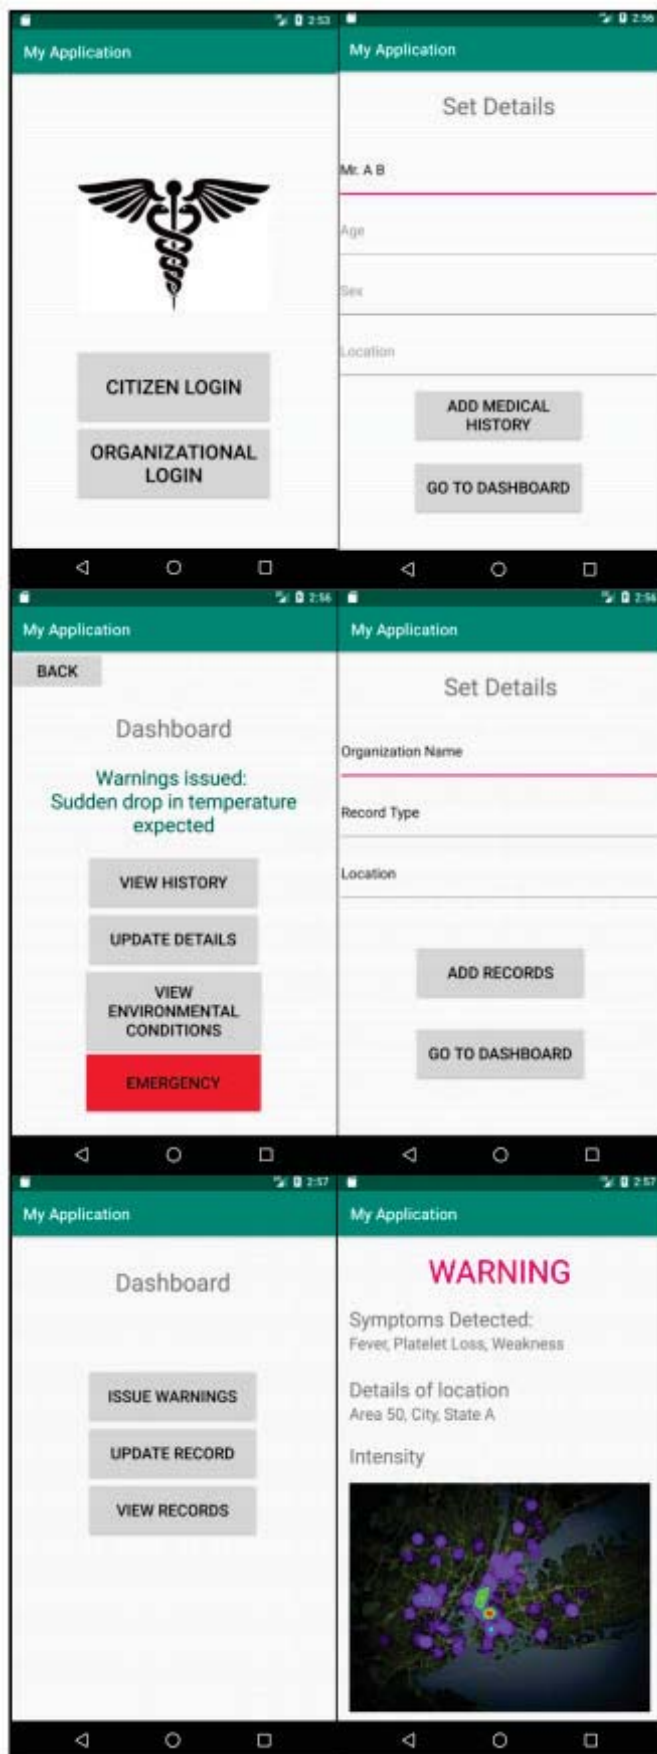 2:53
My Application
CITIZEN LOGIN
ORGANIZATIONAL
LOGIN
2:56
My Application
Set Details
Mr. A B
Age
Sex
Location
ADD MEDICAL
HISTORY
GO TO DASHBOARD
2:56
My Application
BACK
Dashboard
Warnings issued:
Sudden drop in temperature
expected
VIEW HISTORY
UPDATE DETAILS
VIEW
ENVIRONMENTAL
CONDITIONS
EMERGENCY
2:56
My Application
Set Details
Organization Name
Record Type
Location
ADD RECORDS
GO TO DASHBOARD
2:57
My Application
Dashboard
ISSUE WARNINGS
UPDATE RECORD
VIEW RECORDS
2:57
My Application
WARNING
Symptoms Detected:
Fever, Platelet Loss, Weakness
Details of location
Area 50, City, State A
Intensity